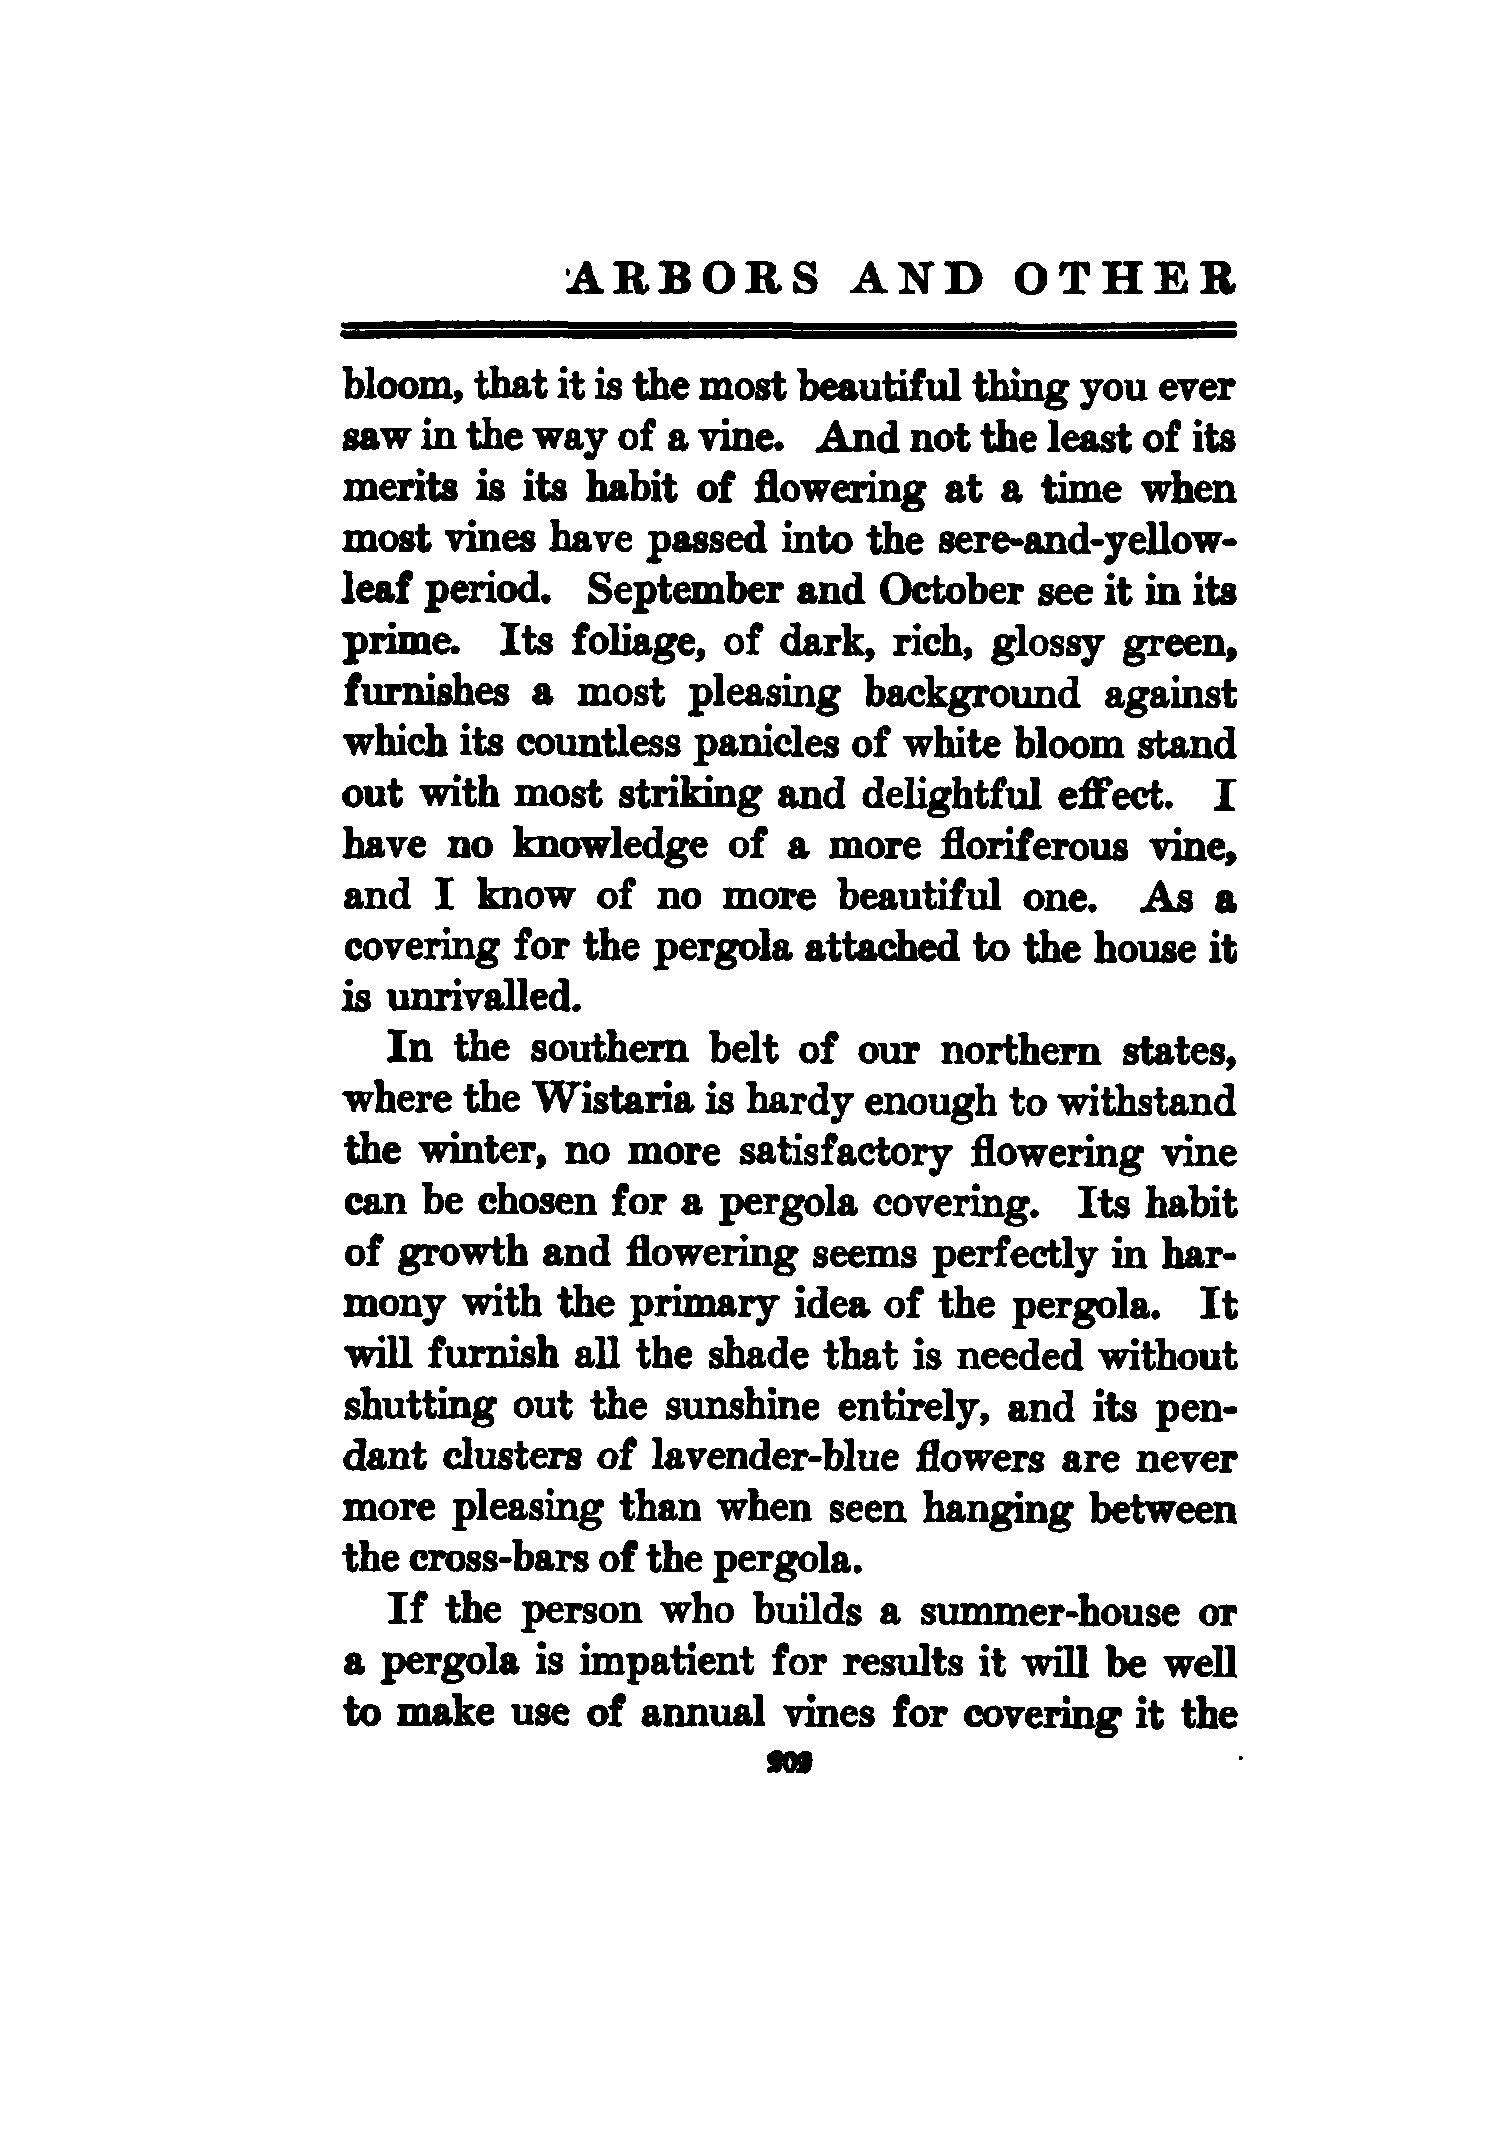 ARBORS AND OTHER
bloom, that it is the most beautiful thing you ever
saw in the way of a vine. And not the least of its
merits is its habit of flowering at a time when
most vines have passed into the sere-and-yellow-
leaf period. September and October see it in its
prime. Its foliage, of dark, rich, glossy green,
furnishes a most pleasing background against
which its countless panicles of white bloom stand
out with most striking and delightful effect. I
have no knowledge of a more floriferous vine,
and I know of no more beautiful one. As a
covering for the pergola attached to the house it
is unrivalled.
In the southern belt of our northern states,
where the Wistaria is hardy enough to withstand
the winter, no more satisfactory flowering vine
can be chosen for a pergola covering. Its habit
of growth and flowering seems perfectly in har-
mony with the primary idea of the pergola. It
will furnish all the shade that is needed without
shutting out the sunshine entirely, and its pen-
dant clusters of lavender-blue flowers are never
more pleasing than when seen hanging between
the cross-bars of the pergola.
If the person who builds a summer-house or
a pergola is impatient for results it will be well
to make use of annual vines for covering it the